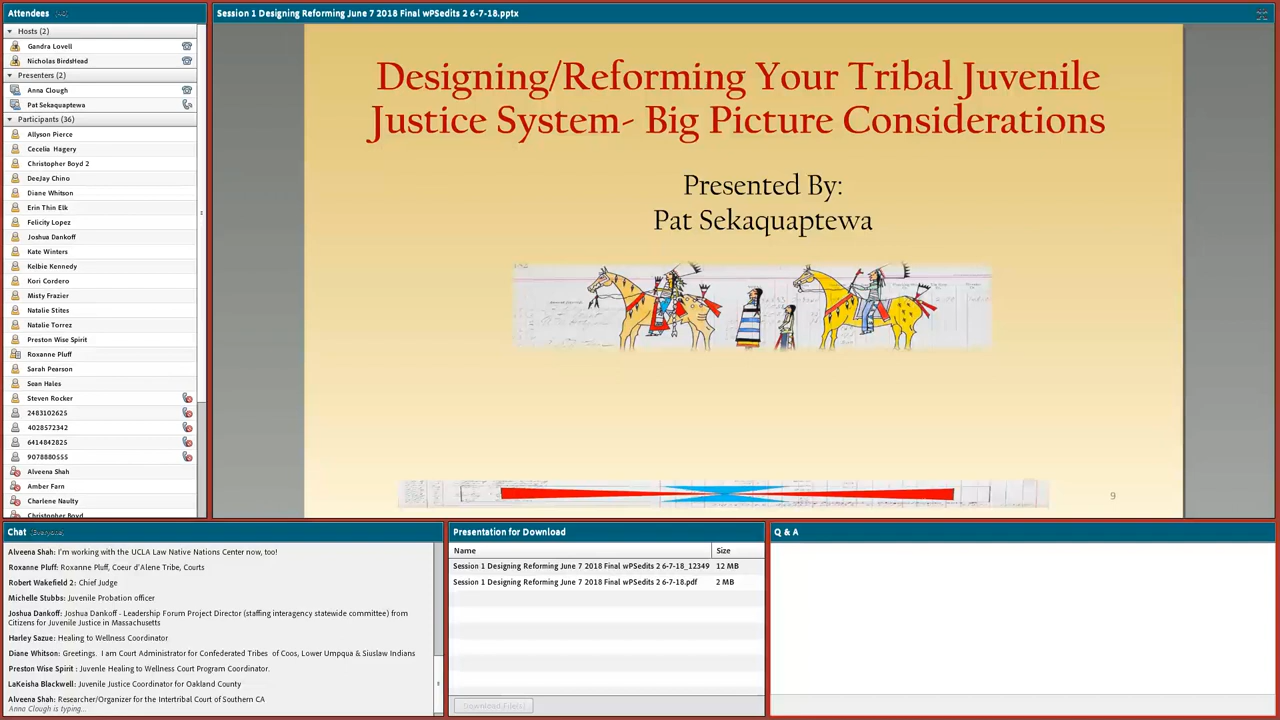 Attendees
Session 1 Designing Reforming June 7 2018 Final wPSedits 2 6-7-18.pptx
Hosts (2)
Gandra Lovell
Nicholas BirdsHead
Presenters (2)
Anna Clough
Pat Sekaquaptewa
Participants (36)
Allyson Pierce
Cecelia Hagery
Christopher Boyd 2
DeeJay Chino
Diane Whitson
Erin Thin Elk
Felicity Lopez
Joshua Dankoff
Kate Winters
Kelbie Kennedy
Kori Cordero
Misty Frazier
Natalie Stites
Natalie Torrez
Preston Wise Spirit
Roxanne Pluff
Sarah Pearson
Sean Hales
Steven Rocker
2483102625
4028572342
6414842825
9078880555
Alveena Shah
Amber Farn
Charlene Naulty
Christopher Boyd
Designing/Reforming Your Tribal Juvenile
Justice System- Big Picture Considerations
Presented By:
Pat Sekaquaptewa
9
Chat (Everyone)
Alveena Shah: I'm working with the UCLA Law Native Nations Center now, too!
Roxanne Pluff: Roxanne Pluff, Coeur d'Alene Tribe, Courts
Robert Wakefield 2: Chief Judge
Michelle Stubbs: Juvenile Probation officer
Joshua Dankoff: Joshua Dankoff - Leadership Forum Project Director (staffing interagency statewide committee) from
Citizens for Juvenile Justice in Massachusetts
Harley Sazue: Healing to Wellness Coordinator
Diane Whitson: Greetings. I am Court Administrator for Confederated Tribes of Coos, Lower Umpqua & Siuslaw Indians
Preston Wise Spirit : Juvenile Healing to Wellness Court Program Coordinator.
LaKeisha Blackwell: Juvenile Justice Coordinator for Oakland County
Alveena Shah: Researcher/Organizer for the Intertribal Court of Southern CA
Anna Clough is typing...
Presentation for Download
Name Size
Session 1 Designing Reforming June 7 2018 Final wPSedits 2 6-7-18_12349 12 MB
Session 1 Designing Reforming June 7 2018 Final wPSedits 2 6-7-18.pdf 2 MB
Download File(s)
Q & A